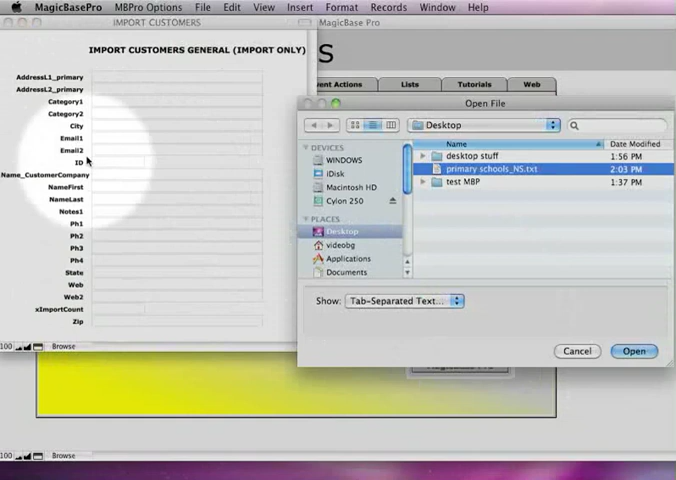 MagicBasePro MBPro Options File Edit View Insert Format Records Window Help
IMPORT CUSTOMERS
MagicBase Pro
IMPORT CUSTOMERS GENERAL (IMPORT ONLY)
AddressL1_primary
AddressL2_primary
Category1
Category2
City
Email1
Email2
ID
Name_CustomerCompany
NameFirst
NameLast
Notes1
Ph1
Ph2
Ph3
Ph4
State
Web
Web2
xImportCount
Zip
100 Browse
s
ent Actions Lists Tutorials Web
Open File
Desktop
Name Date Modified
desktop stuff 1:56 PM
primary schools_NS.txt 2:03 PM
test MBP 1:37 PM
DEVICES
WINDOWS
iDisk
Macintosh HD
Cylon 250
PLACES
Desktop
videobg
Applications
Documents
Show: Tab-Separated Text...
Cancel Open
100 Browse